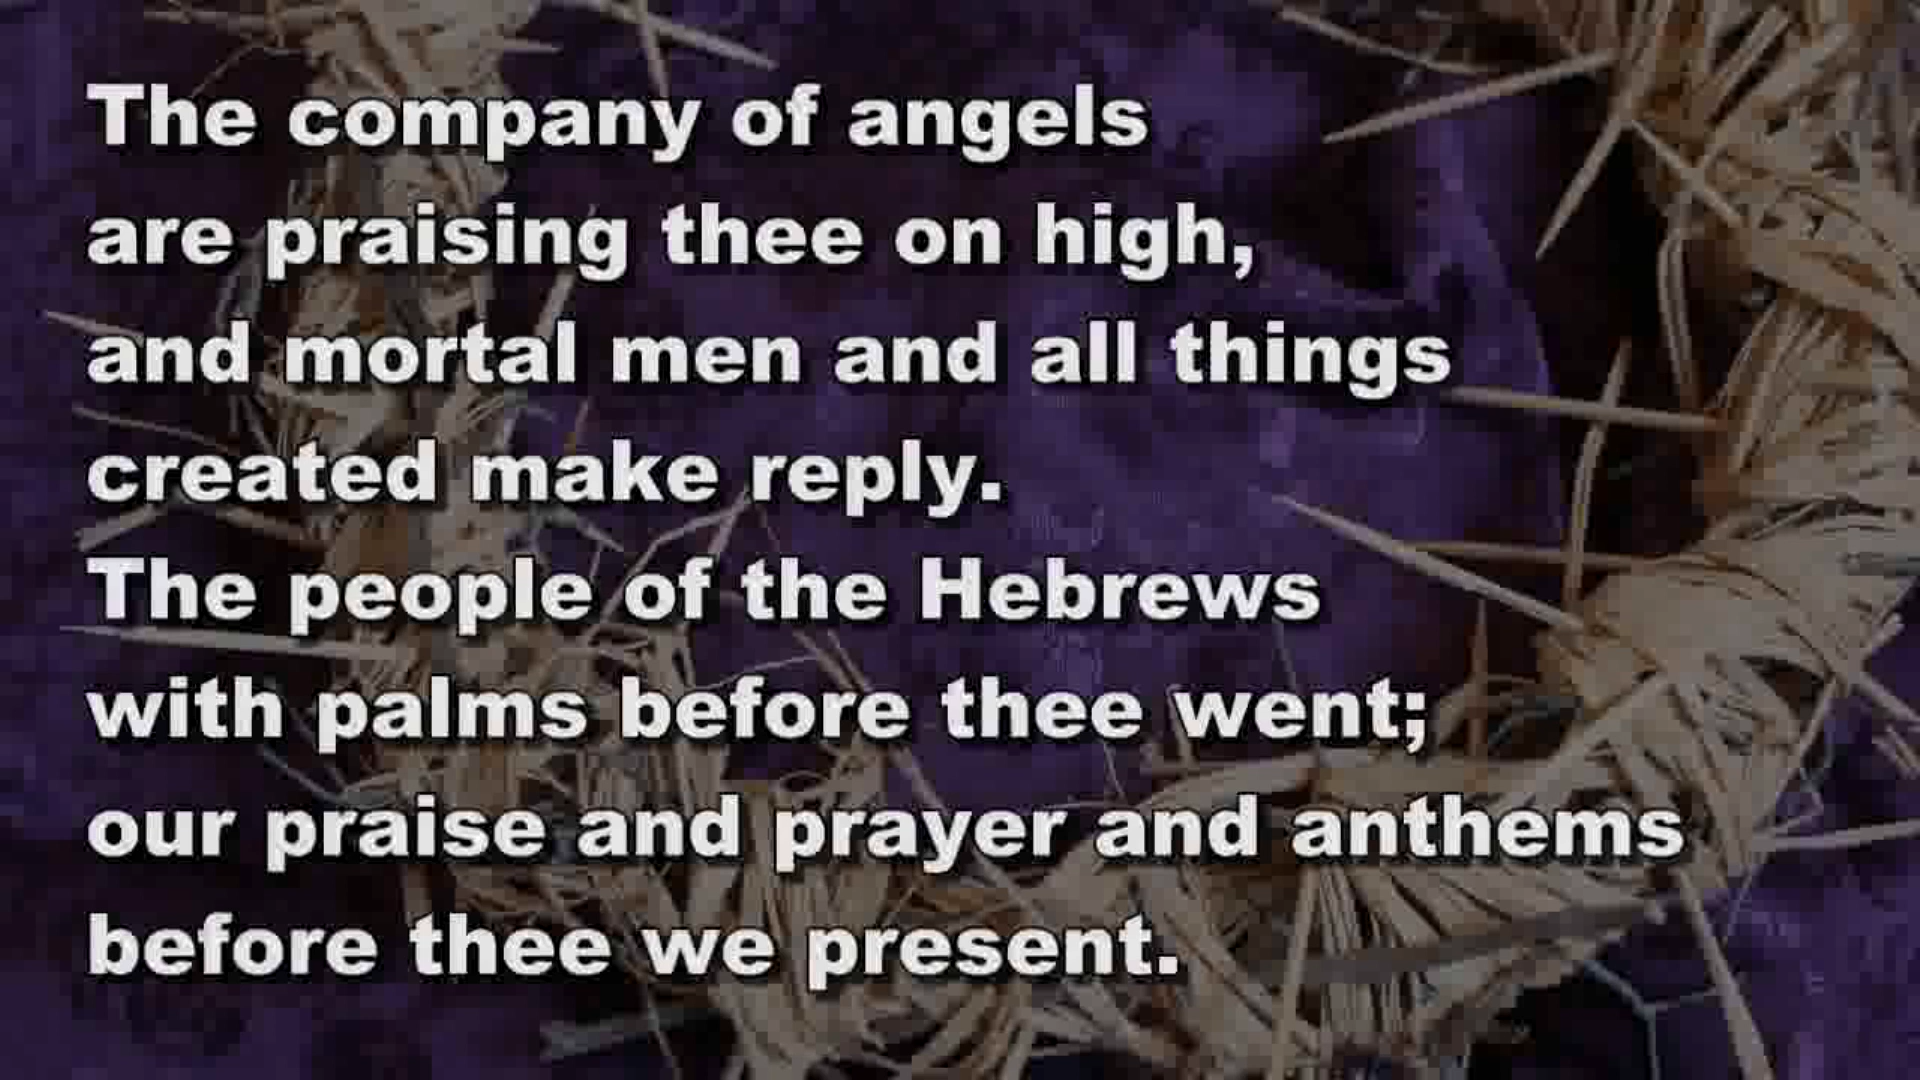 The company of angels
are praising thee on high,
and mortal men and all things
created make reply.
The people of the Hebrews
with palms before thee went;
our praise and prayer and anthems
before thee we present.